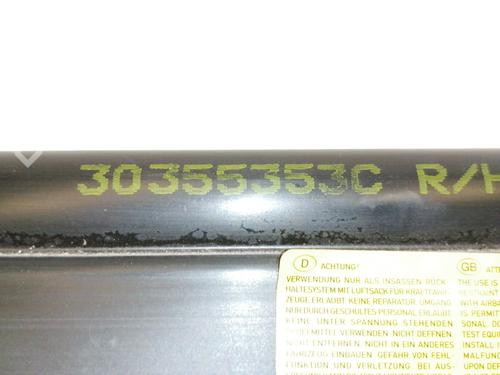 30355353C R/H
D ACHTUNG!
VERWENDUNG NUR ALS INSASSEN-RÜCK-
HALTESYSTEM MIT LUFTSACK FÜR KRAFTFAHR-
ZEUGE. ERLAUBT KEINE REPARATUR. UMGANG
NUR DURCH GESCHULTES PERSONAL ERLAUBT
KEINE UNTER SPANNUNG STEHENDEN
TESTMITTEL VERWENDEN. NICHT ÖFFNEN,
NICHT ENTFERNEN, NICHT IN EIN ANDERES
FAHRZEUG EINBAUEN. GEFAHR VON FEHL-
FUNKTION UND VERLETZUNG BEI AUS-
GB ATTE
THE USE IS
RESTRAINT
WITH AIRBA
IS PERMIT
SONAL. DO
TEST EQUI
INSTALL I
MALFUNC
UPON DE